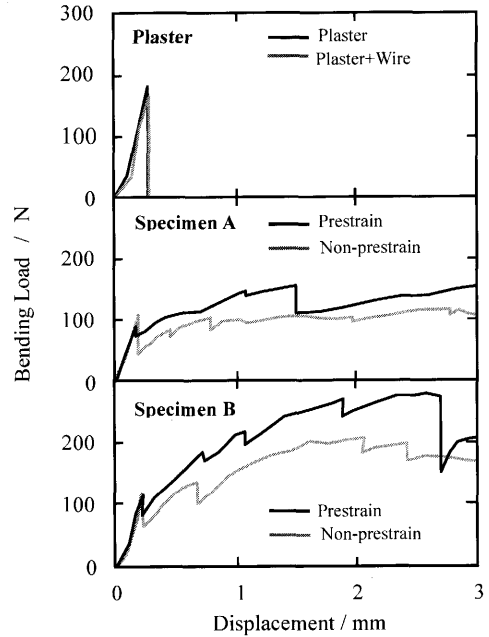 300
Plaster
Plaster
Plaster+Wire
200
100
0
Specimen A
Prestrain
Non-prestrain
200
100
0
Bending Load / N
Specimen B
200
100
0
Prestrain
Non-prestrain
0
1
2
3
Displacement / mm